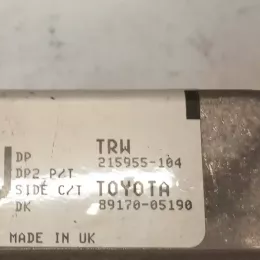 DP TRW
DP2 P/T 215955-104
SIDE C/T TOYOTA
DK 89170-05190
MADE IN UK